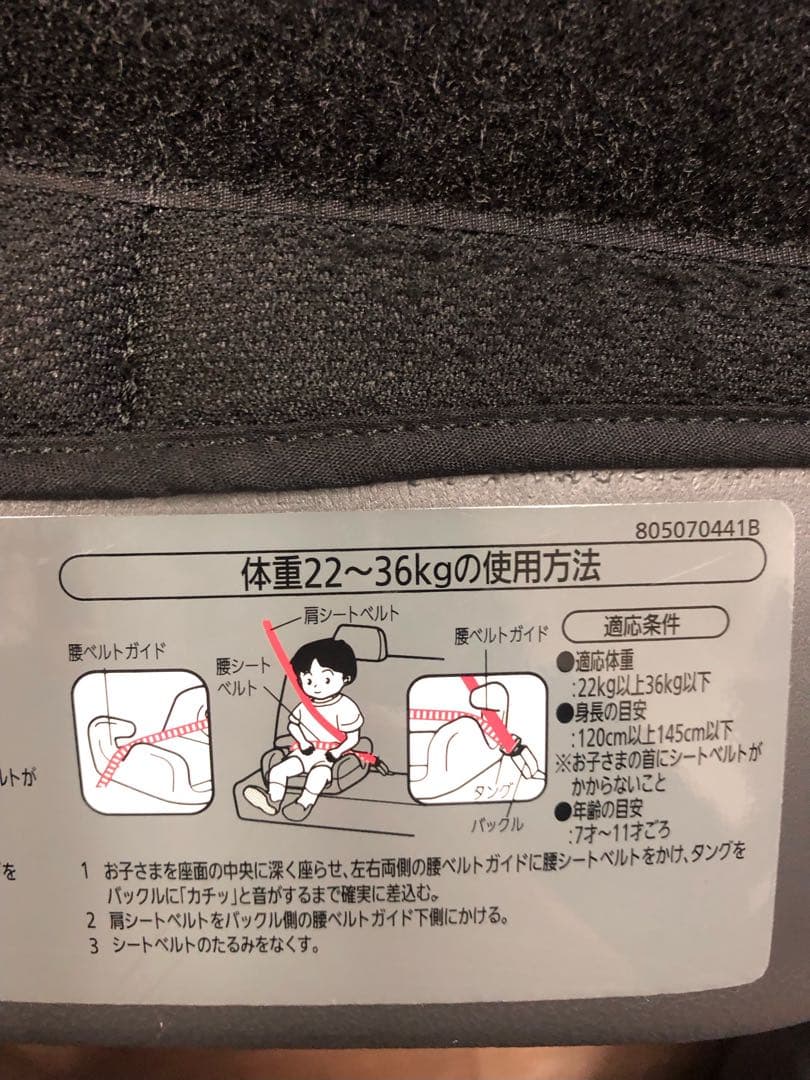 805070441B
体重22〜36kgの使用方法
肩シートベルト
腰ベルトガイド
腰シート
ベルト
腰ベルトガイド
タング
バックル
適応条件
●適応体重
:22kg以上36kg以下
●身長の目安
:120cm以上145cm以下
※お子さまの首にシートベルトが
かからないこと
●年齢の目安
:7才〜11才ごろ
ルトが
を
1 お子さまを座面の中央に深く座らせ、左右両側の腰ベルトガイドに腰シートベルトをかけ、タングを
バックルに「カチッ」と音がするまで確実に差込む。
2 肩シートベルトをバックル側の腰ベルトガイド下側にかける。
3 シートベルトのたるみをなくす。